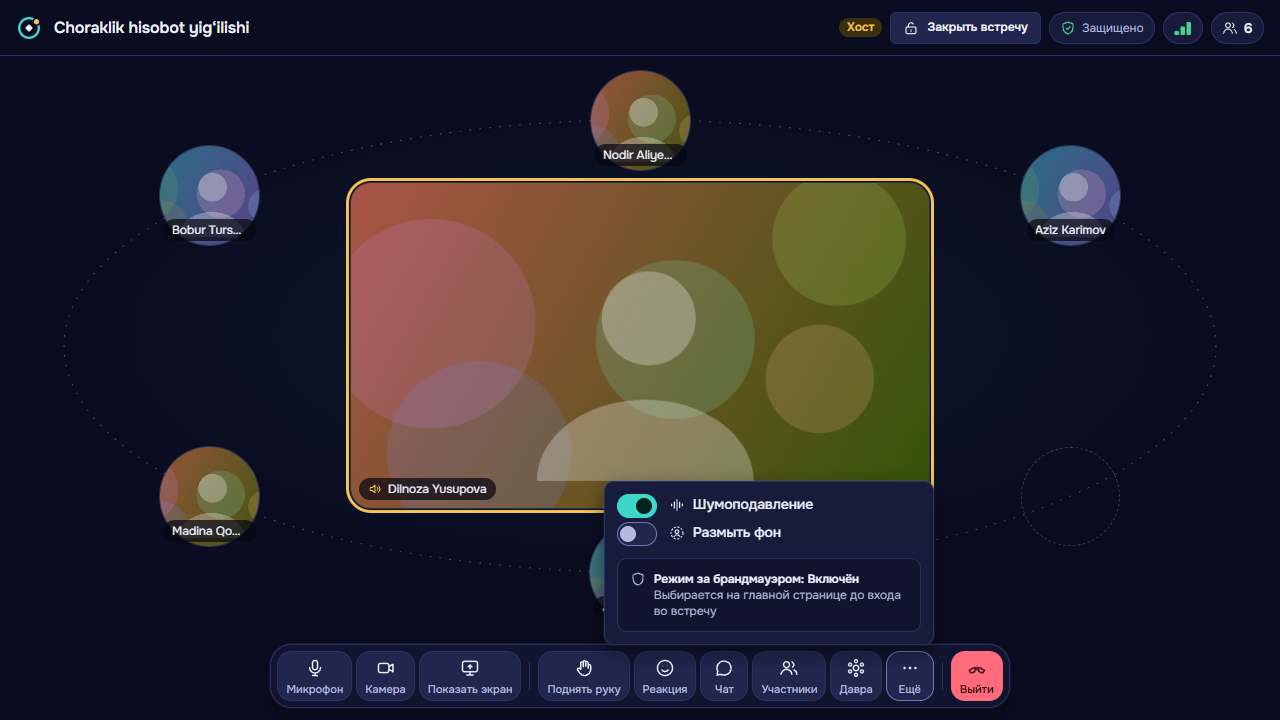 Choraklik hisobot yig‘ilishi
Хост
Закрыть встречу
Защищено
6
Nodir Aliye...
Bobur Turs...
Aziz Karimov
Dilnoza Yusupova
Madina Qo...
Шумоподавление
Размыть фон
Режим за брандмауэром: Включён
Выбирается на главной странице до входа
во встречу
Микрофон
Камера
Показать экран
Поднять руку
Реакция
Чат
Участники
Давра
Ещё
Выйти